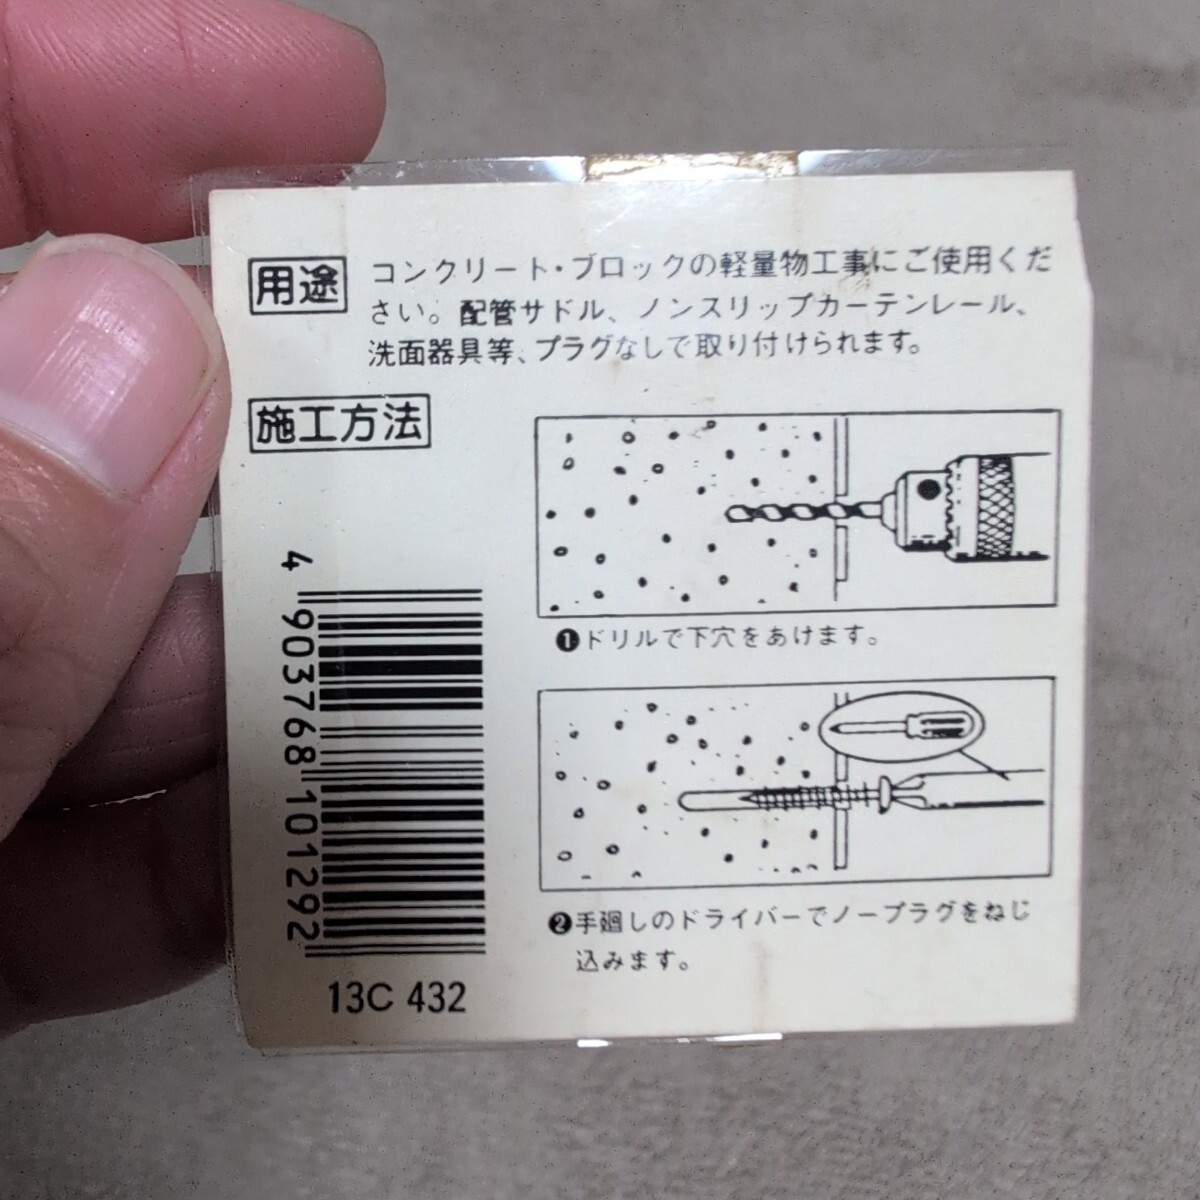 用途
コンクリート・ブロックの軽量物工事にご使用くだ
さい。配管サドル、ノンスリップカーテンレール、
洗面器具等、プラグなしで取り付けられます。
施工方法
❶ドリルで下穴をあけます。
❷手廻しのドライバーでノープラグをねじ
込みます。
4 903768 101292
13C 432